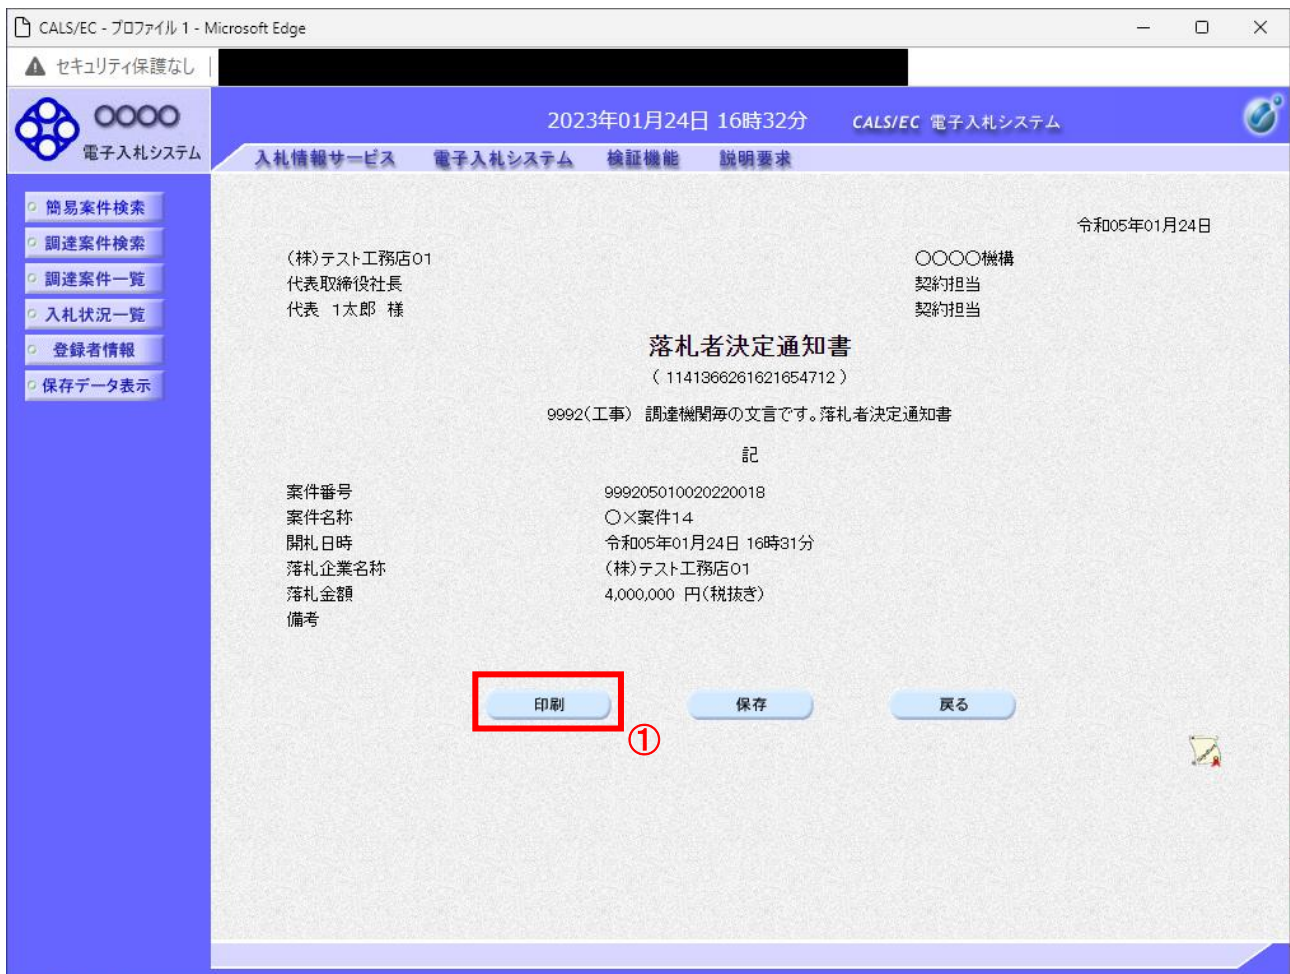 CALS/EC - プロファイル 1 - Microsoft Edge
セキュリティ保護なし
〇〇〇〇
電子入札システム
2023年01月24日 16時32分 CALS/EC 電子入札システム
入札情報サービス 電子入札システム 検証機能 説明要求
簡易案件検索
調達案件検索
調達案件一覧
入札状況一覧
登録者情報
保存データ表示
令和05年01月24日
(株)テスト工務店01
代表取締役社長
代表 1太郎 様
〇〇〇〇機構
契約担当
契約担当
落札者決定通知書
( 1141366261621654712 )
9992(工事) 調達機関毎の文言です。落札者決定通知書
記
案件番号 999205010020220018
案件名称 〇×案件14
開札日時 令和05年01月24日 16時31分
落札企業名称 (株)テスト工務店01
落札金額 4,000,000 円(税抜き)
備考
印刷 保存 戻る
①